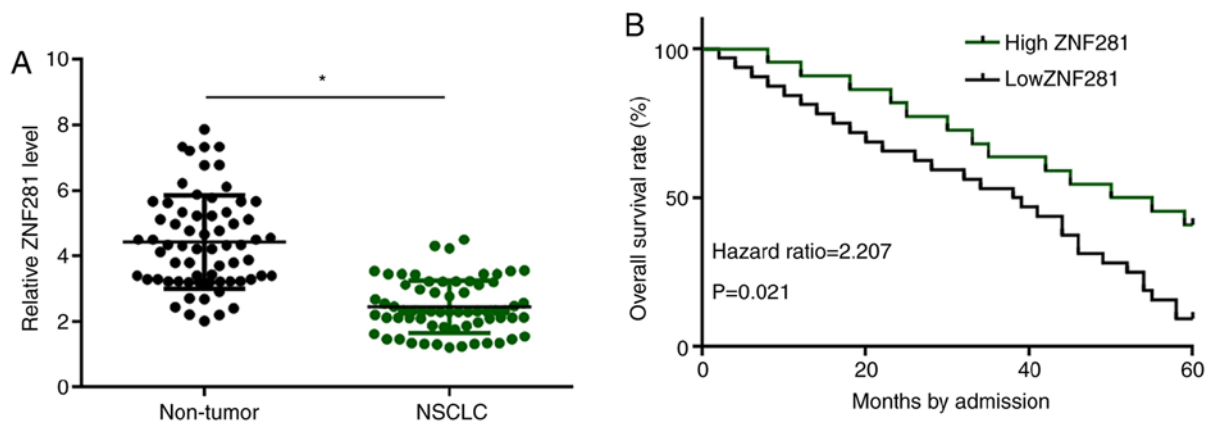 A
Relative ZNF281 level
10
8
6
4
2
0
*
Non-tumor
NSCLC
B
Overall survival rate (%)
100
50
0
High ZNF281
LowZNF281
Hazard ratio=2.207
P=0.021
0
20
40
60
Months by admission